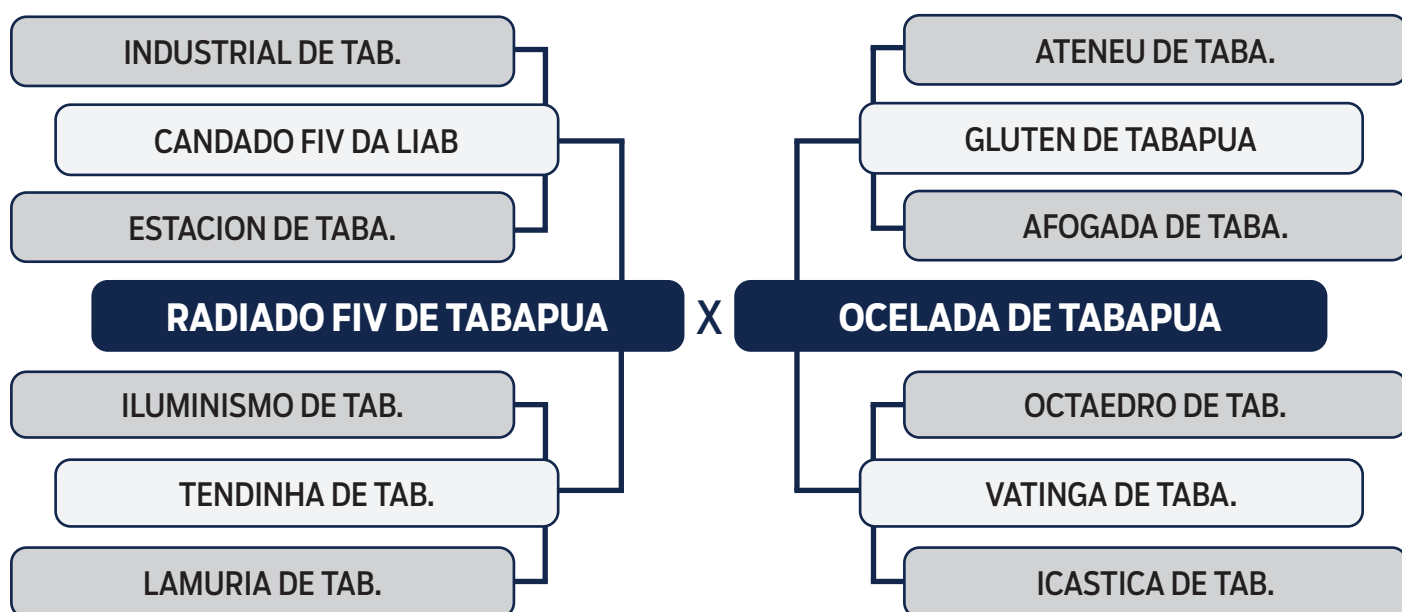 INDUSTRIAL DE TAB.
CANDADO FIV DA LIAB
ESTACION DE TABA.
RADIADO FIV DE TABAPUA
ILUMINISMO DE TAB.
TENDINHA DE TAB.
LAMURIA DE TAB.
X
ATENEU DE TABA.
GLUTEN DE TABAPUA
AFOGADA DE TABA.
OCELADA DE TABAPUA
OCTAEDRO DE TAB.
VATINGA DE TABA.
ICASTICA DE TAB.